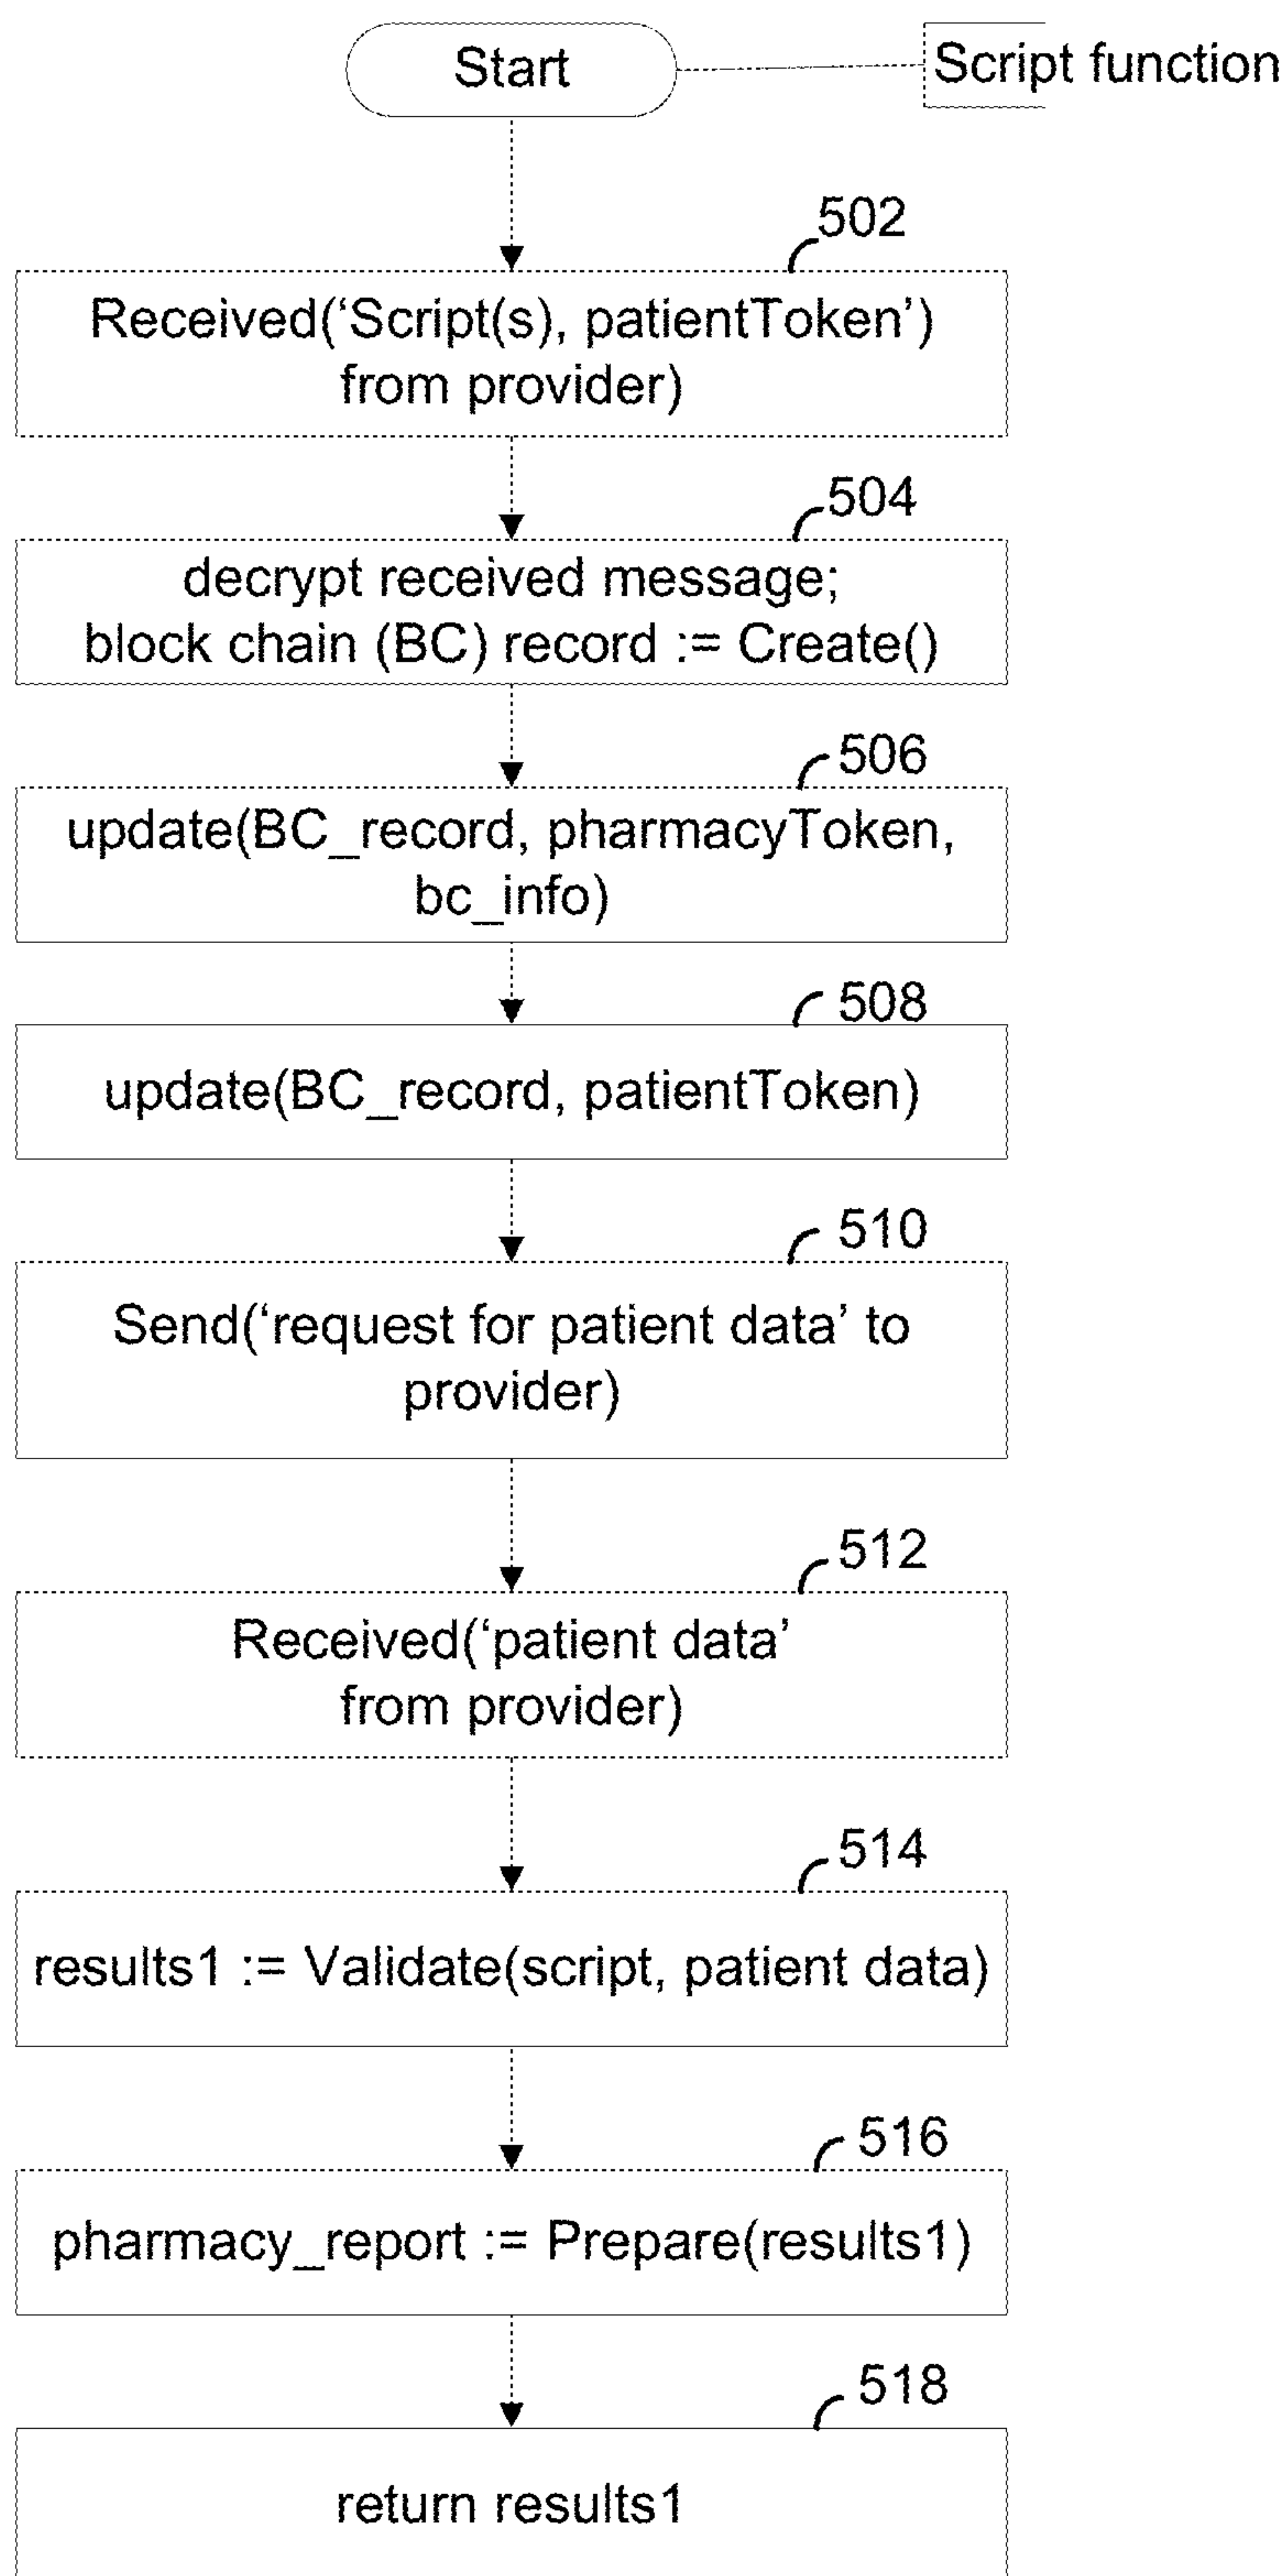 Start
Script function
502
Received(‘Script(s), patientToken’)
from provider)
504
decrypt received message;
block chain (BC) record := Create()
506
update(BC_record, pharmacyToken,
bc_info)
508
update(BC_record, patientToken)
510
Send(‘request for patient data’ to
provider)
512
Received(‘patient data’
from provider)
514
results1 := Validate(script, patient data)
516
pharmacy_report := Prepare(results1)
518
return results1